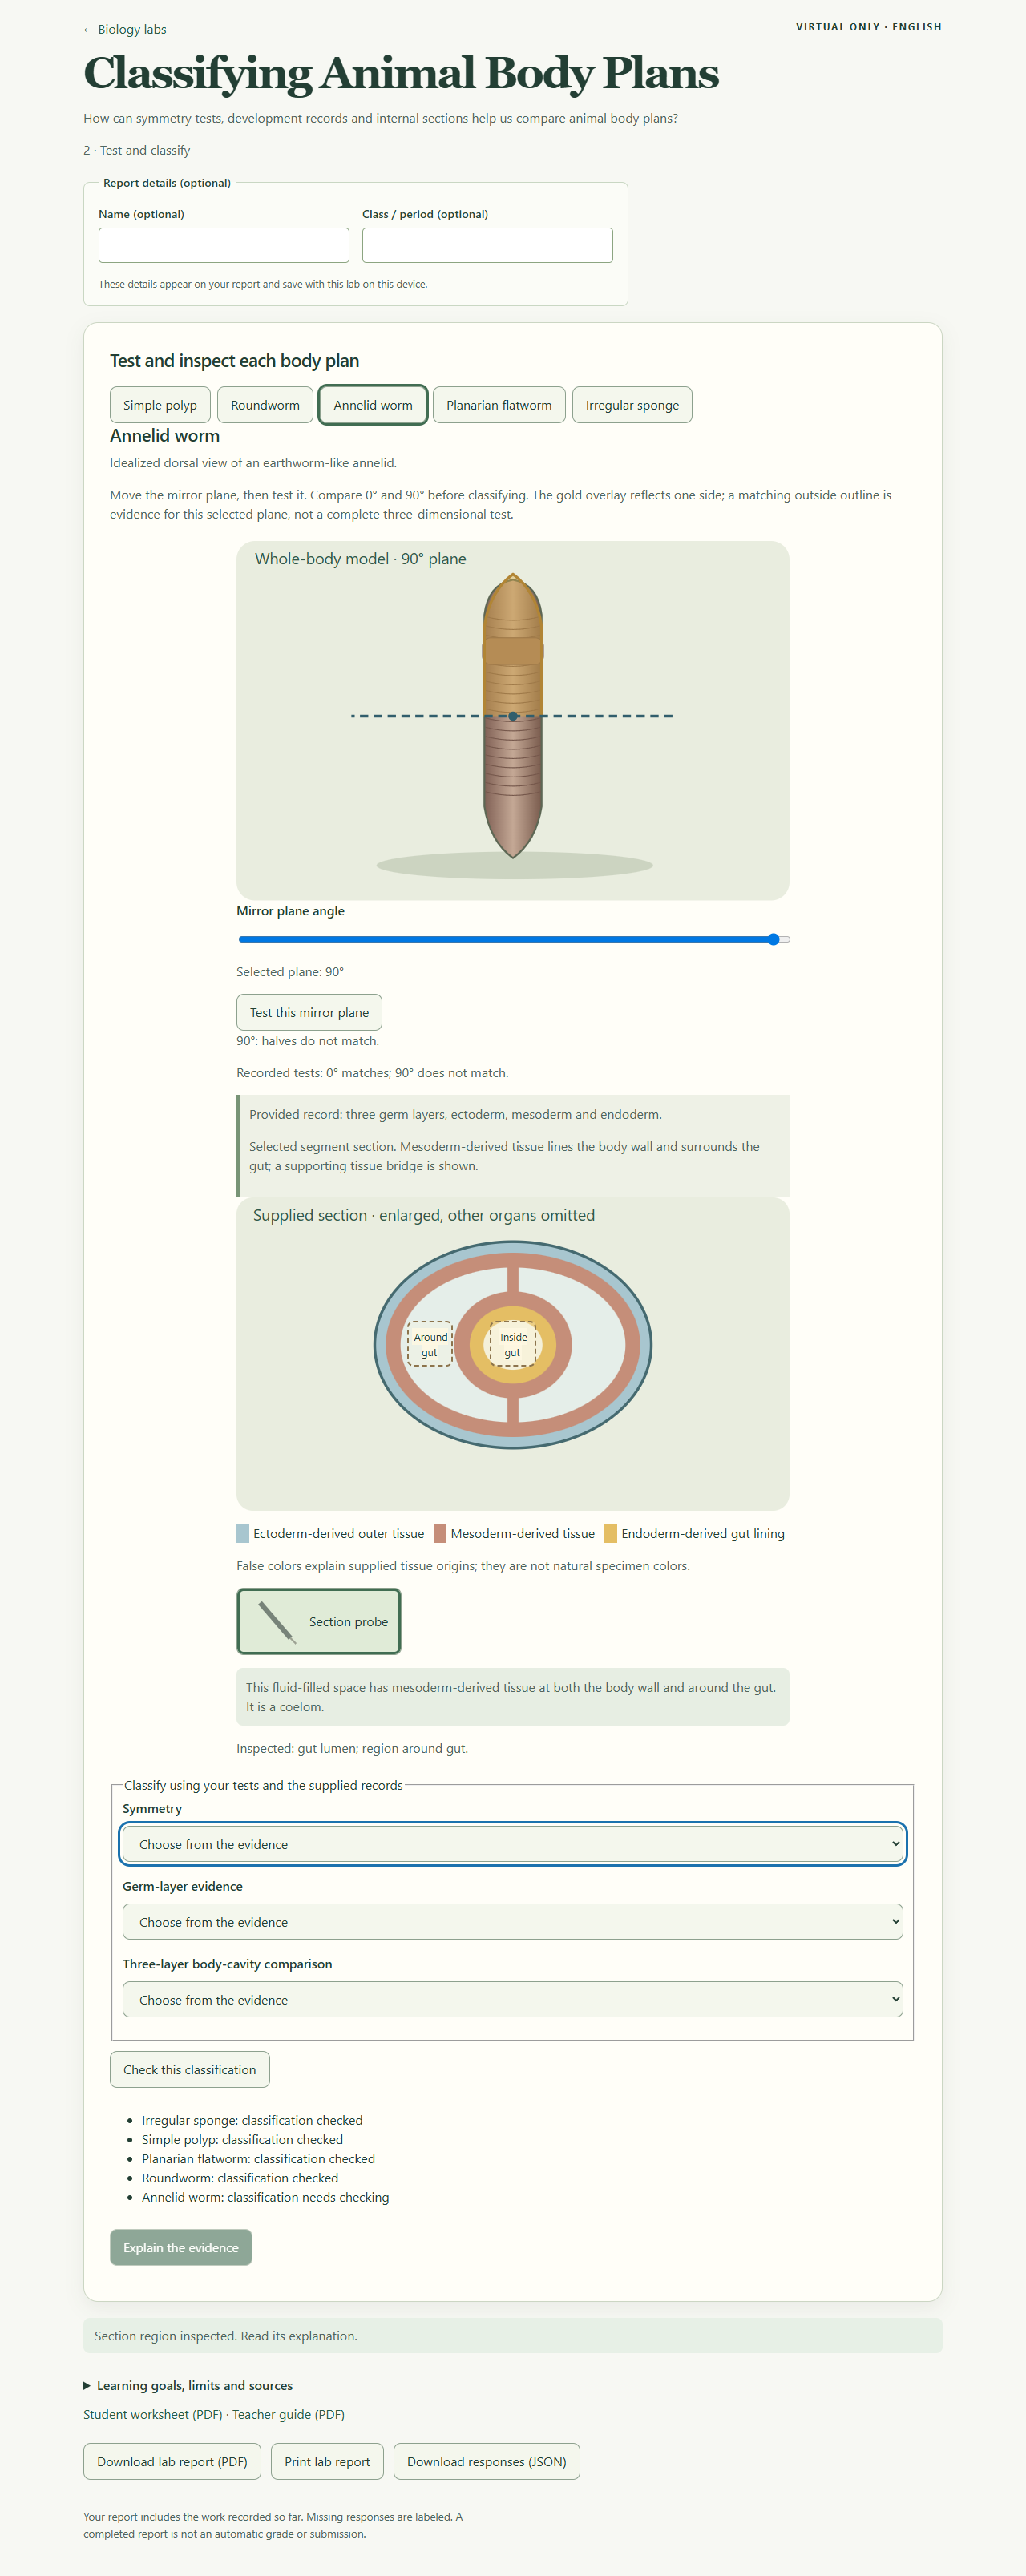 ← Biology labs
VIRTUAL ONLY · ENGLISH
Classifying Animal Body Plans
How can symmetry tests, development records and internal sections help us compare animal body plans?
2 · Test and classify
Report details (optional)
Name (optional)
Class / period (optional)
These details appear on your report and save with this lab on this device.
Test and inspect each body plan
Simple polyp
Roundworm
Annelid worm
Planarian flatworm
Irregular sponge
Annelid worm
Idealized dorsal view of an earthworm-like annelid.
Move the mirror plane, then test it. Compare 0° and 90° before classifying. The gold overlay reflects one side; a matching outside outline is
evidence for this selected plane, not a complete three-dimensional test.
Whole-body model · 90° plane
Mirror plane angle
Selected plane: 90°
Test this mirror plane
90°: halves do not match.
Recorded tests: 0° matches; 90° does not match.
Provided record: three germ layers, ectoderm, mesoderm and endoderm.
Selected segment section. Mesoderm-derived tissue lines the body wall and surrounds the
gut; a supporting tissue bridge is shown.
Supplied section · enlarged, other organs omitted
Around
gut
Inside
gut
Ectoderm-derived outer tissue
Mesoderm-derived tissue
Endoderm-derived gut lining
False colors explain supplied tissue origins; they are not natural specimen colors.
Section probe
This fluid-filled space has mesoderm-derived tissue at both the body wall and around the gut.
It is a coelom.
Inspected: gut lumen; region around gut.
Classify using your tests and the supplied records
Symmetry
Choose from the evidence
Germ-layer evidence
Choose from the evidence
Three-layer body-cavity comparison
Choose from the evidence
Check this classification
• Irregular sponge: classification checked
• Simple polyp: classification checked
• Planarian flatworm: classification checked
• Roundworm: classification checked
• Annelid worm: classification needs checking
Explain the evidence
Section region inspected. Read its explanation.
▶ Learning goals, limits and sources
Student worksheet (PDF) · Teacher guide (PDF)
Download lab report (PDF)
Print lab report
Download responses (JSON)
Your report includes the work recorded so far. Missing responses are labeled. A
completed report is not an automatic grade or submission.